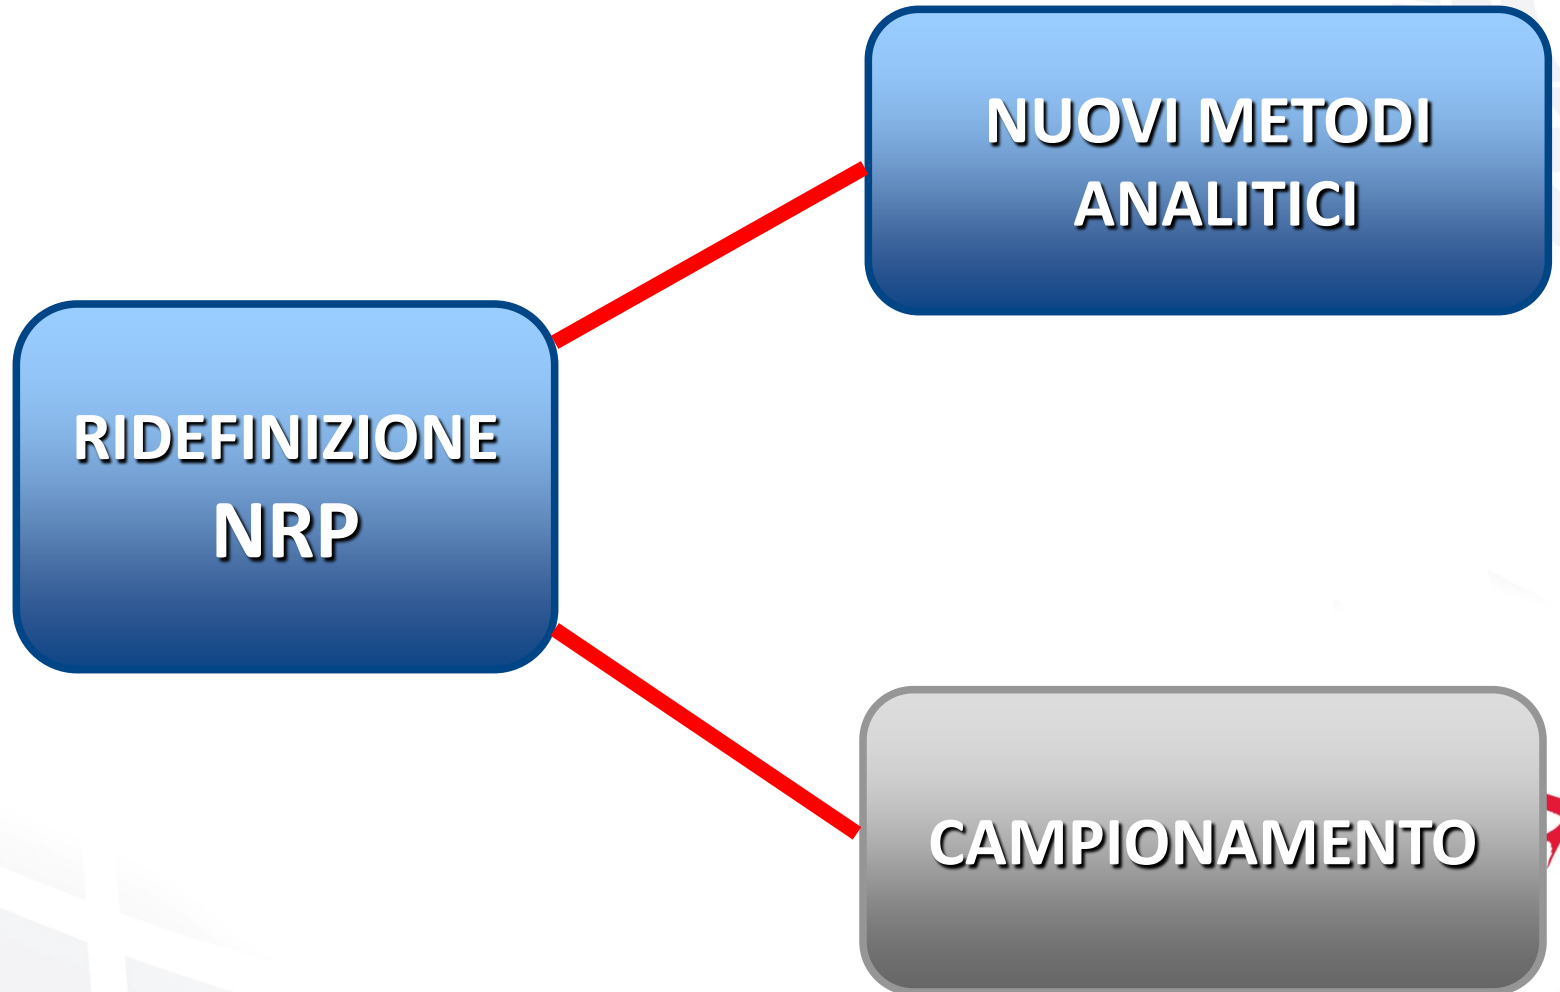 NUOVI METODI
ANALITICI
RIDEFINIZIONE
NRP
CAMPIONAMENTO